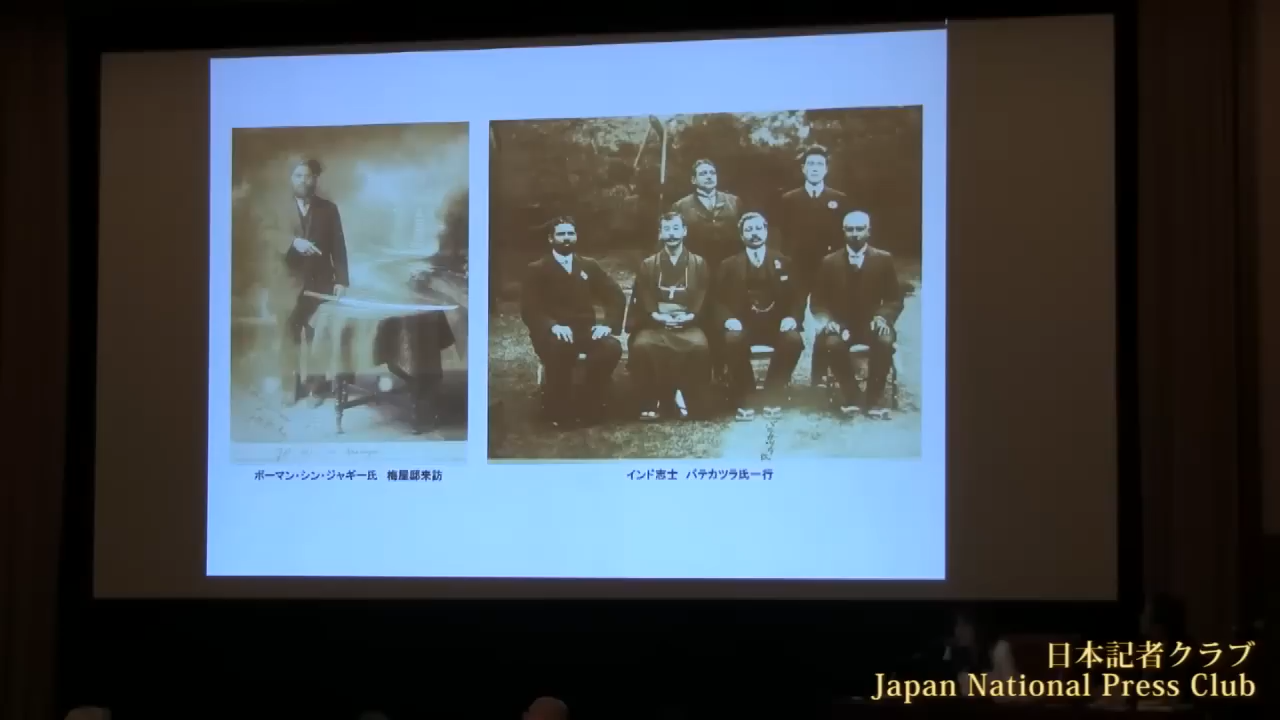 ボーマン・シン・ジャギー氏 梅屋邸来訪
インド志士 バテカツラ氏一行
日本記者クラブ
Japan National Press Club